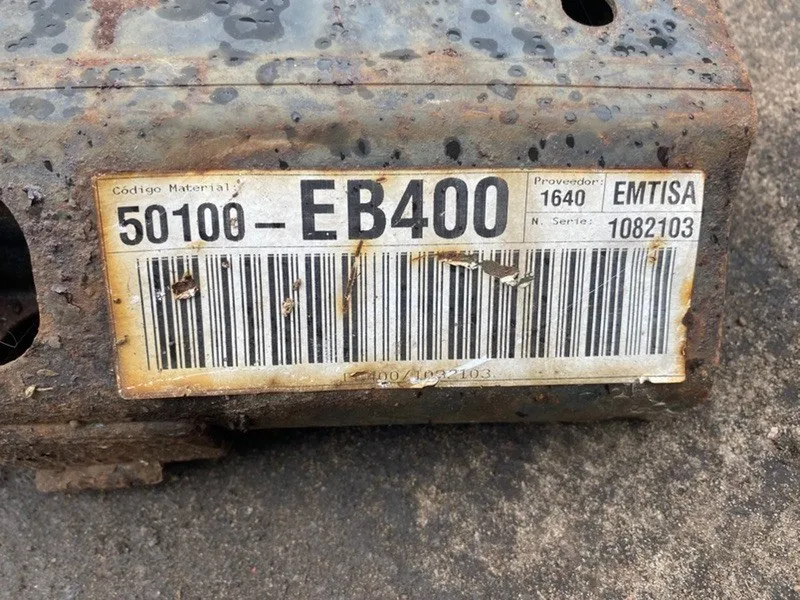 Código Material:
50100-EB400
Proveedor:
1640
EMTISA
N. Serie:
1082103